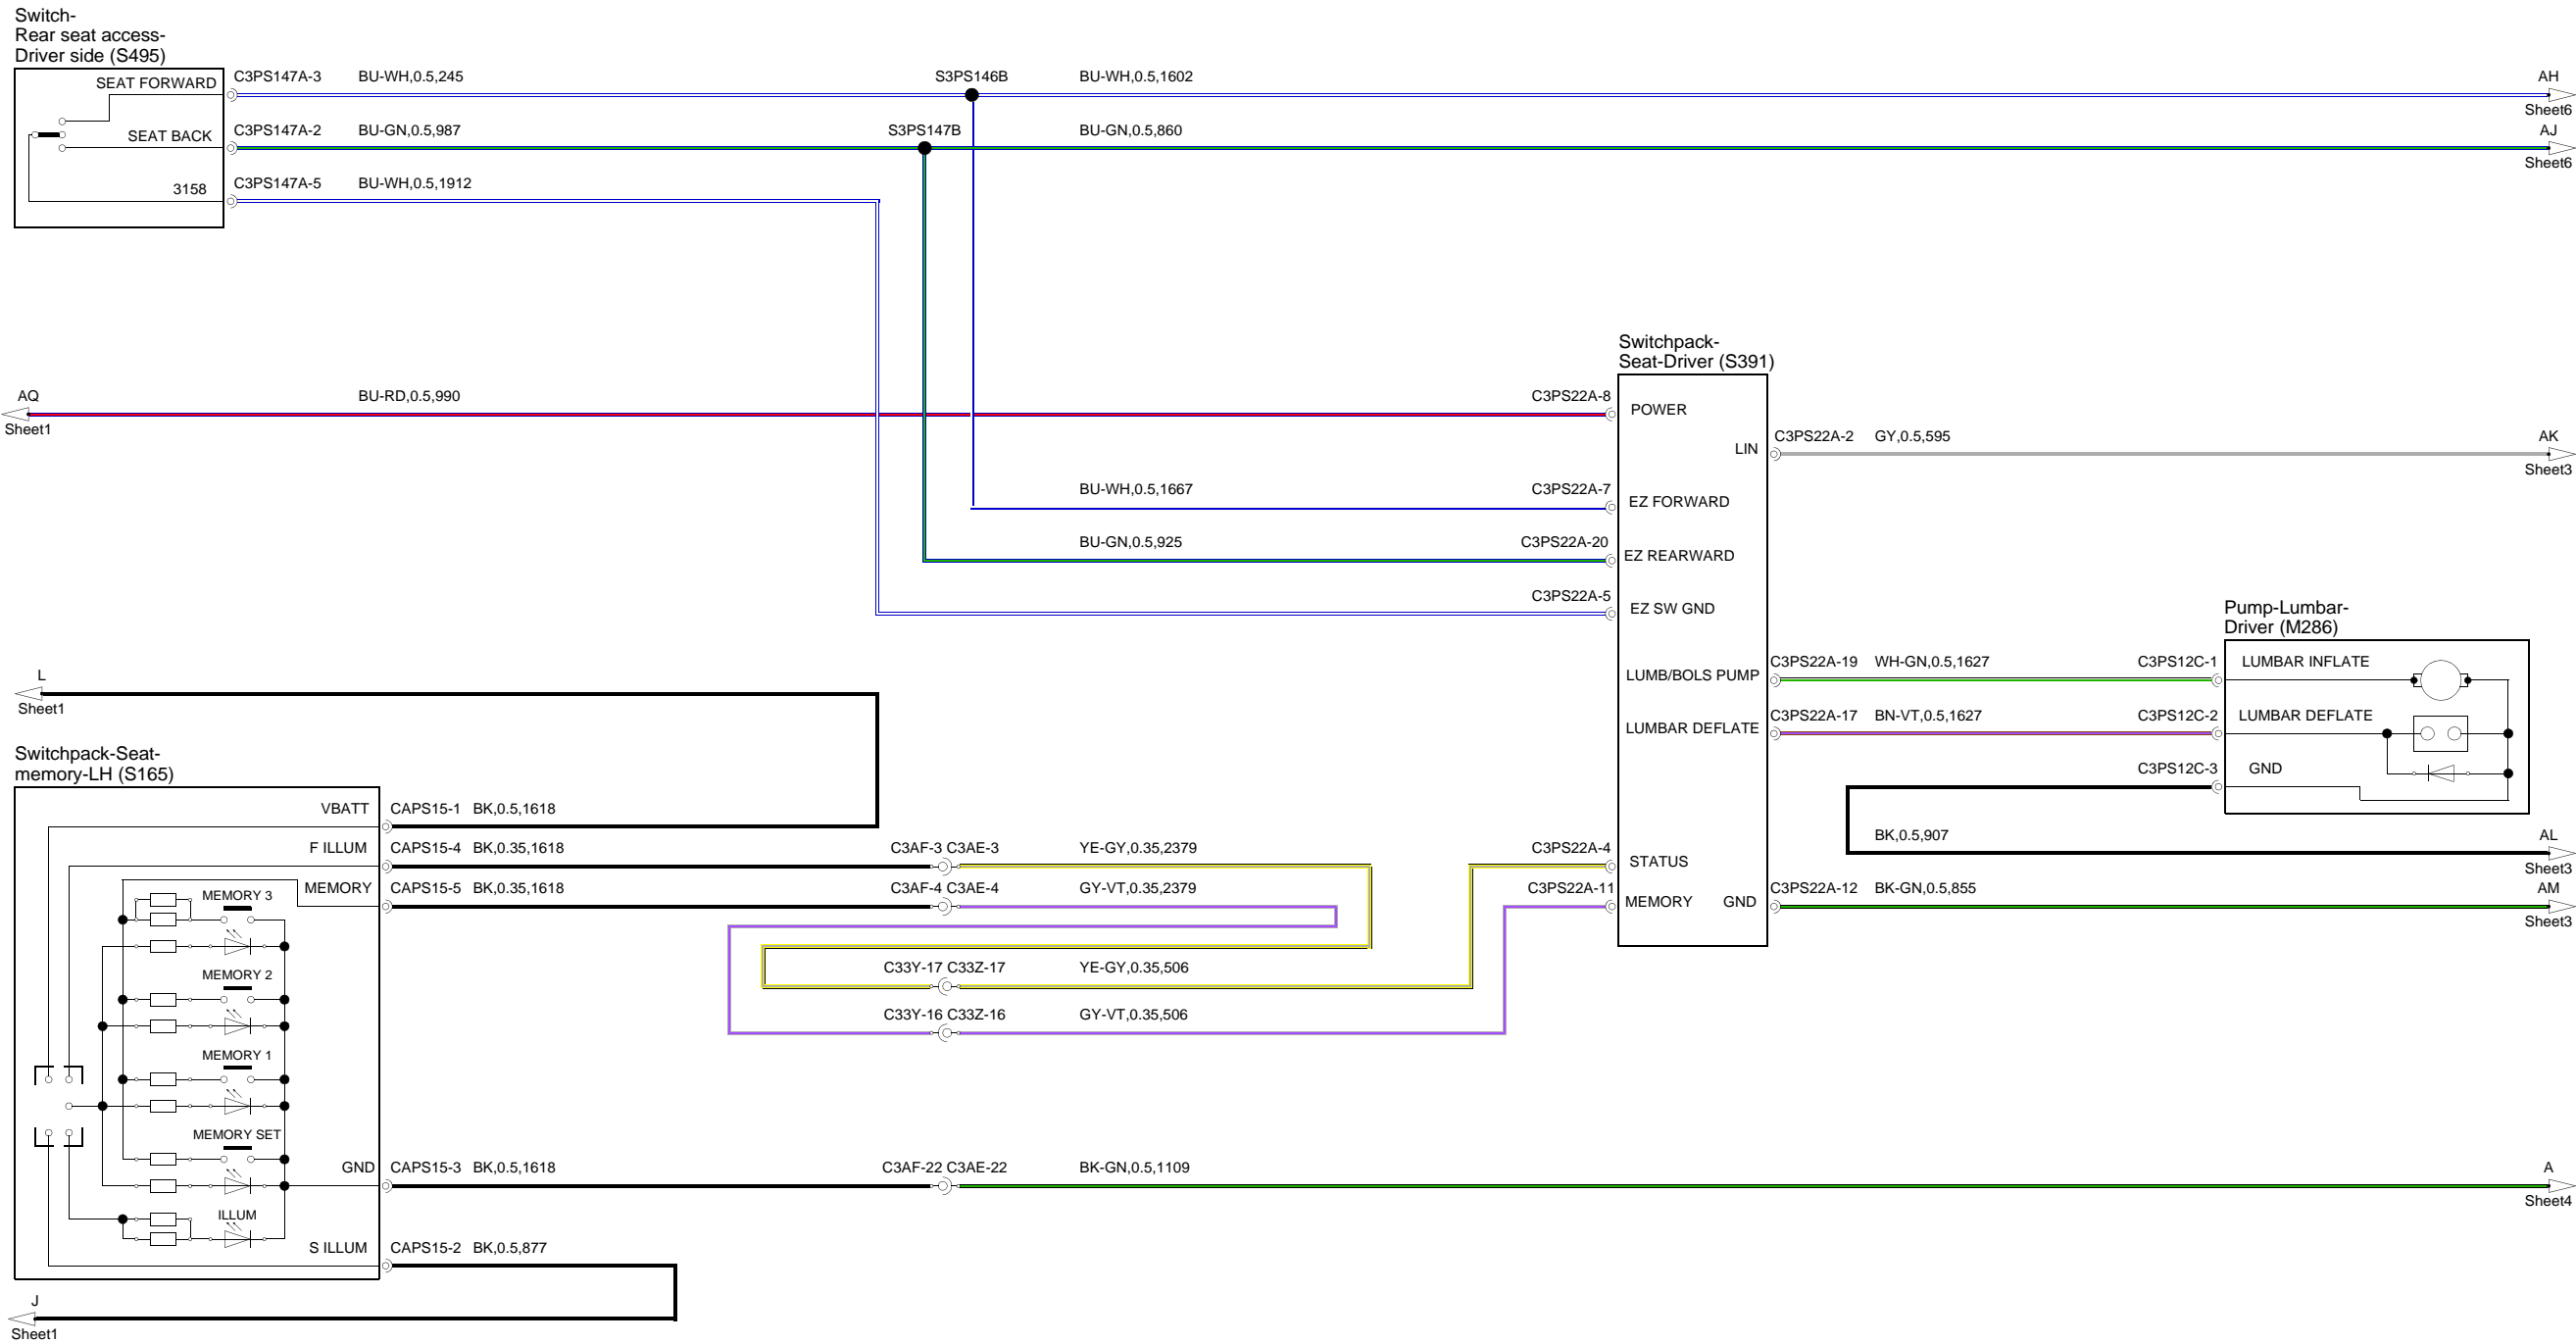 Switch-
Rear seat access-
Driver side (S495)
SEAT FORWARD
C3PS147A-3 BU-WH,0.5,245
S3PS146B BU-WH,0.5,1602
AH
Sheet6
SEAT BACK
C3PS147A-2 BU-GN,0.5,987
S3PS147B BU-GN,0.5,860
AJ
Sheet6
3158
C3PS147A-5 BU-WH,0.5,1912
Switchpack-
Seat-Driver (S391)
AQ
Sheet1
BU-RD,0.5,990
C3PS22A-8
POWER
LIN
C3PS22A-2 GY,0.5,595
AK
Sheet3
BU-WH,0.5,1667
C3PS22A-7
EZ FORWARD
BU-GN,0.5,925
C3PS22A-20
EZ REARWARD
C3PS22A-5
EZ SW GND
Pump-Lumbar-
Driver (M286)
L
Sheet1
LUMB/BOLS PUMP
C3PS22A-19 WH-GN,0.5,1627
C3PS12C-1
LUMBAR INFLATE
LUMBAR DEFLATE
C3PS22A-17 BN-VT,0.5,1627
C3PS12C-2
LUMBAR DEFLATE
C3PS12C-3
GND
Switchpack-Seat-
memory-LH (S165)
VBATT
CAPS15-1 BK,0.5,1618
BK,0.5,907
AL
Sheet3
F ILLUM
CAPS15-4 BK,0.35,1618
C3AF-3 C3AE-3
YE-GY,0.35,2379
C3PS22A-4
STATUS
MEMORY
CAPS15-5 BK,0.35,1618
C3AF-4 C3AE-4
GY-VT,0.35,2379
C3PS22A-11
MEMORY
GND
C3PS22A-12 BK-GN,0.5,855
AM
Sheet3
MEMORY 3
C33Y-17 C33Z-17
YE-GY,0.35,506
MEMORY 2
C33Y-16 C33Z-16
GY-VT,0.35,506
MEMORY 1
MEMORY SET
GND
CAPS15-3 BK,0.5,1618
C3AF-22 C3AE-22
BK-GN,0.5,1109
A
Sheet4
ILLUM
S ILLUM
CAPS15-2 BK,0.5,877
J
Sheet1